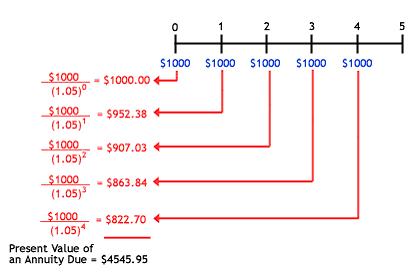 0 1 2 3 4 5
$1000 $1000 $1000 $1000 $1000
$1000
(1.05)⁰ = $1000.00
$1000
(1.05)¹ = $952.38
$1000
(1.05)² = $907.03
$1000
(1.05)³ = $863.84
$1000
(1.05)⁴ = $822.70
Present Value of
an Annuity Due = $4545.95